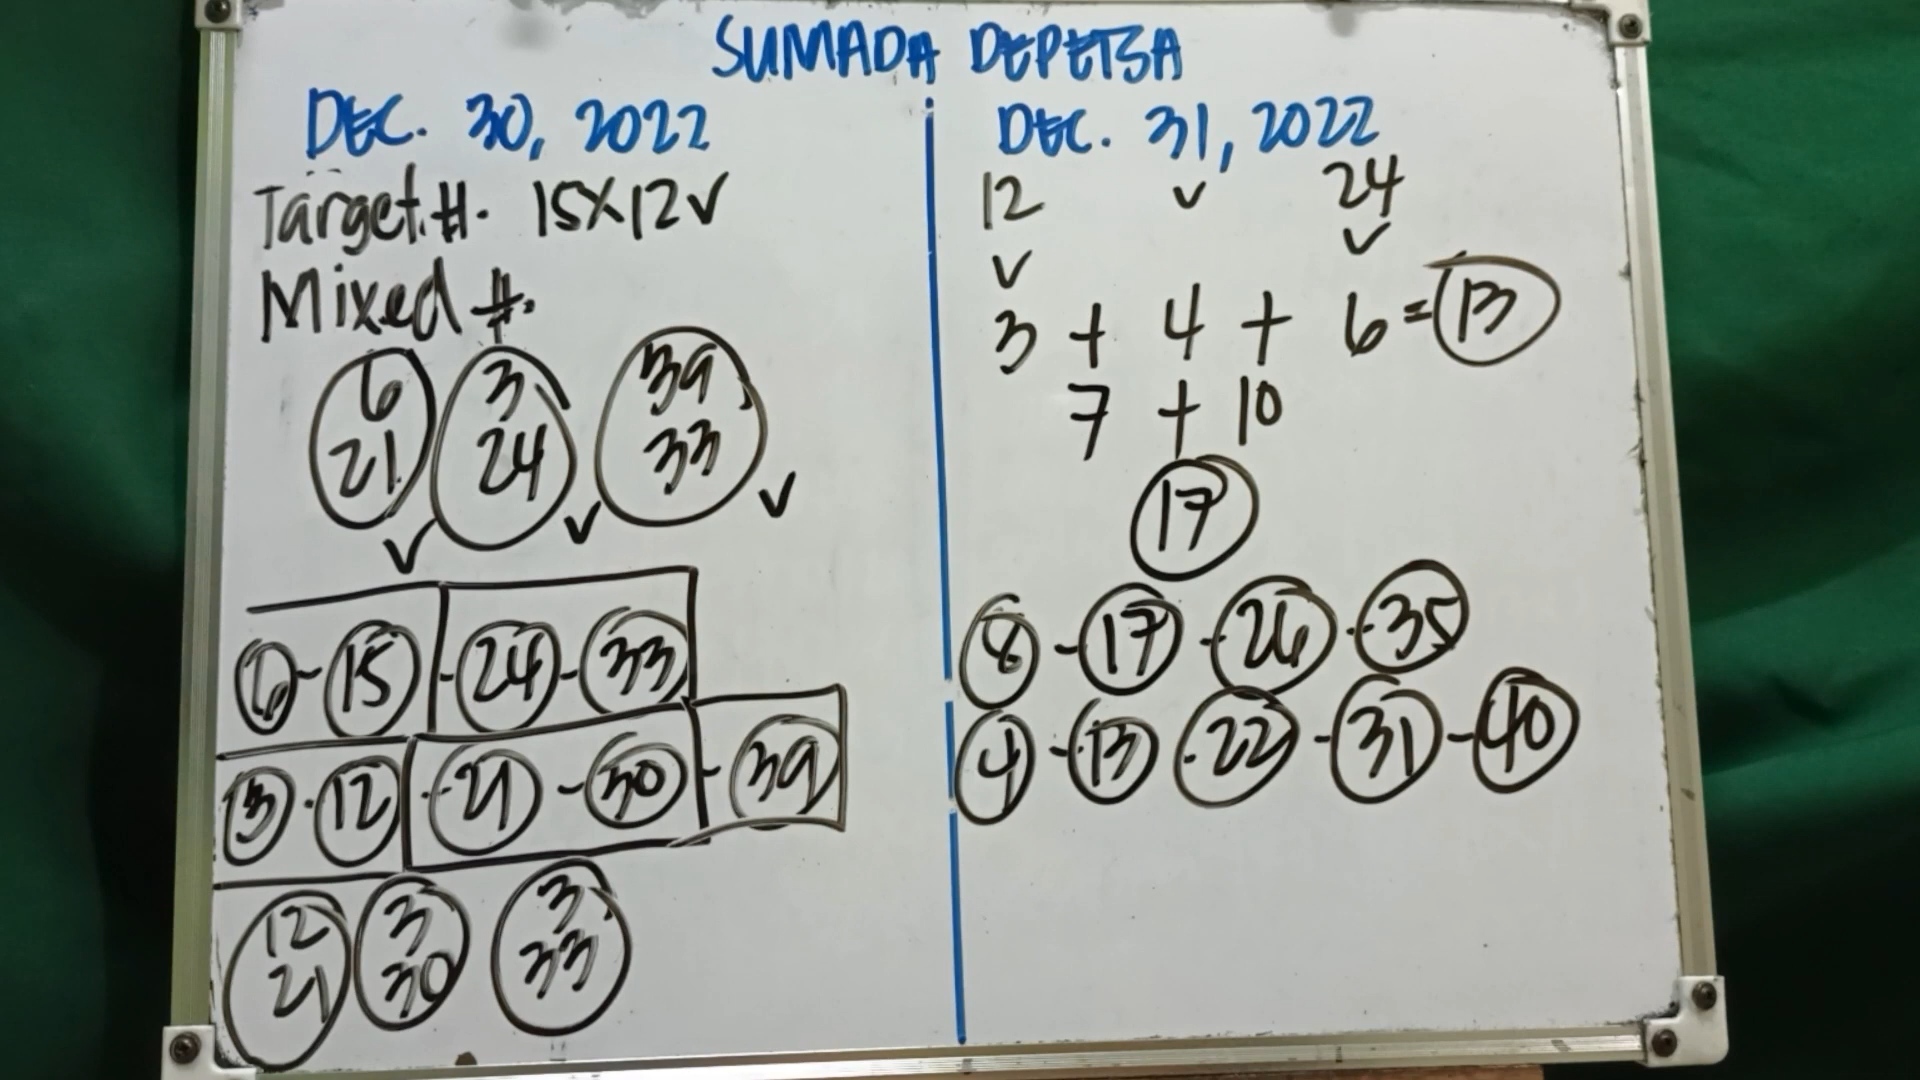 SUMADA DEPETSA
DEC. 30, 2022
Target #. 15X12✓
Mixed #.
6 3 39
21 24 33
✓ ✓ ✓
6-15-24-33
3-12-21-30-39
12 3 3
21 30 33
DEC. 31, 2022
12 ✓ 24
✓ ✓
3 + 4 + 6 = 13
7 + 10
17
8-17-26-35
4-13-22-31-40